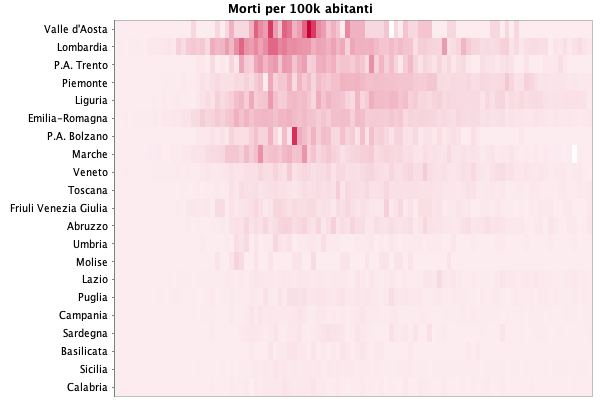 Morti per 100k abitanti
Valle d'Aosta
Lombardia
P.A. Trento
Piemonte
Liguria
Emilia-Romagna
P.A. Bolzano
Marche
Veneto
Toscana
Friuli Venezia Giulia
Abruzzo
Umbria
Molise
Lazio
Puglia
Campania
Sardegna
Basilicata
Sicilia
Calabria